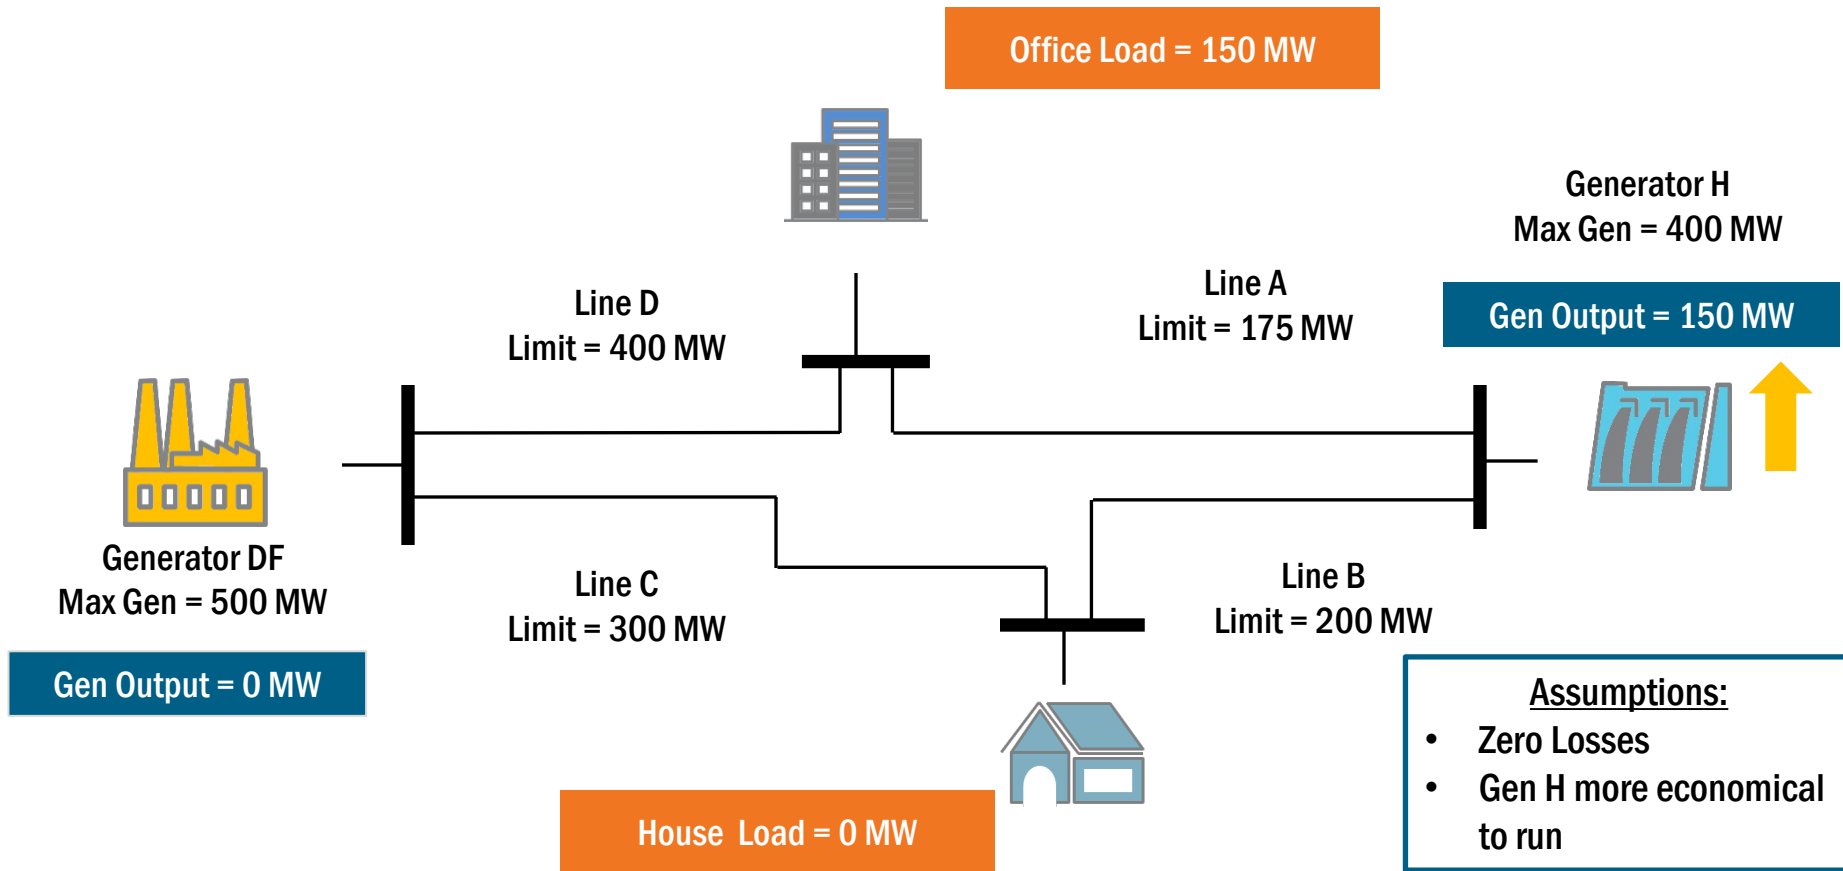 Office Load = 150 MW
Generator H
Max Gen = 400 MW
Line D
Limit = 400 MW
Line A
Limit = 175 MW
Gen Output = 150 MW
Generator DF
Max Gen = 500 MW
Gen Output = 0 MW
Line C
Limit = 300 MW
Line B
Limit = 200 MW
House Load = 0 MW
Assumptions:
• Zero Losses
• Gen H more economical
to run